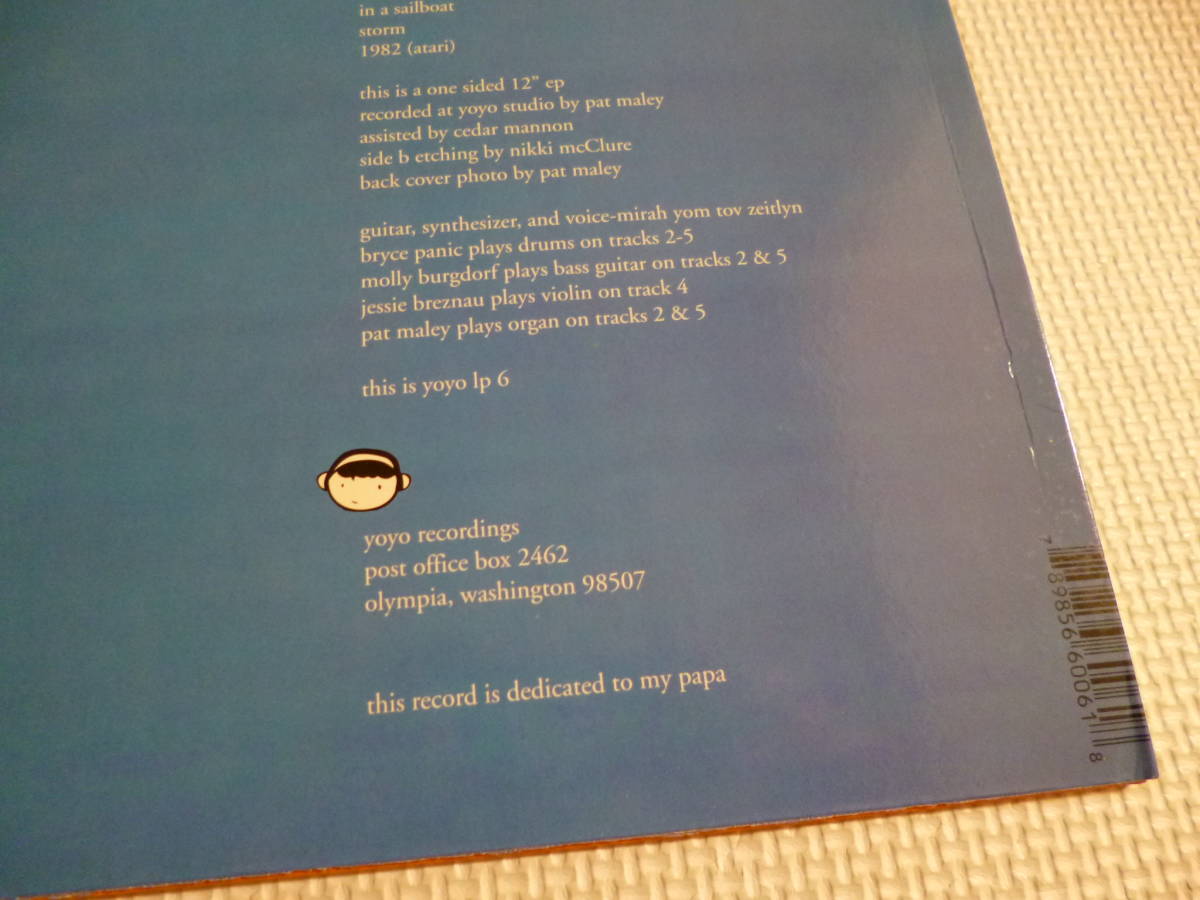 in a sailboat
storm
1982 (atari)
this is a one sided 12" ep
recorded at yoyo studio by pat maley
assisted by cedar mannon
side b etching by nikki mcClure
back cover photo by pat maley
guitar, synthesizer, and voice-mirah yom tov zeitlyn
bryce panic plays drums on tracks 2-5
molly burgdorf plays bass guitar on tracks 2 & 5
jessie breznau plays violin on track 4
pat maley plays organ on tracks 2 & 5
this is yoyo lp 6
yoyo recordings
post office box 2462
olympia, washington 98507
this record is dedicated to my papa
7 89856 60061 8